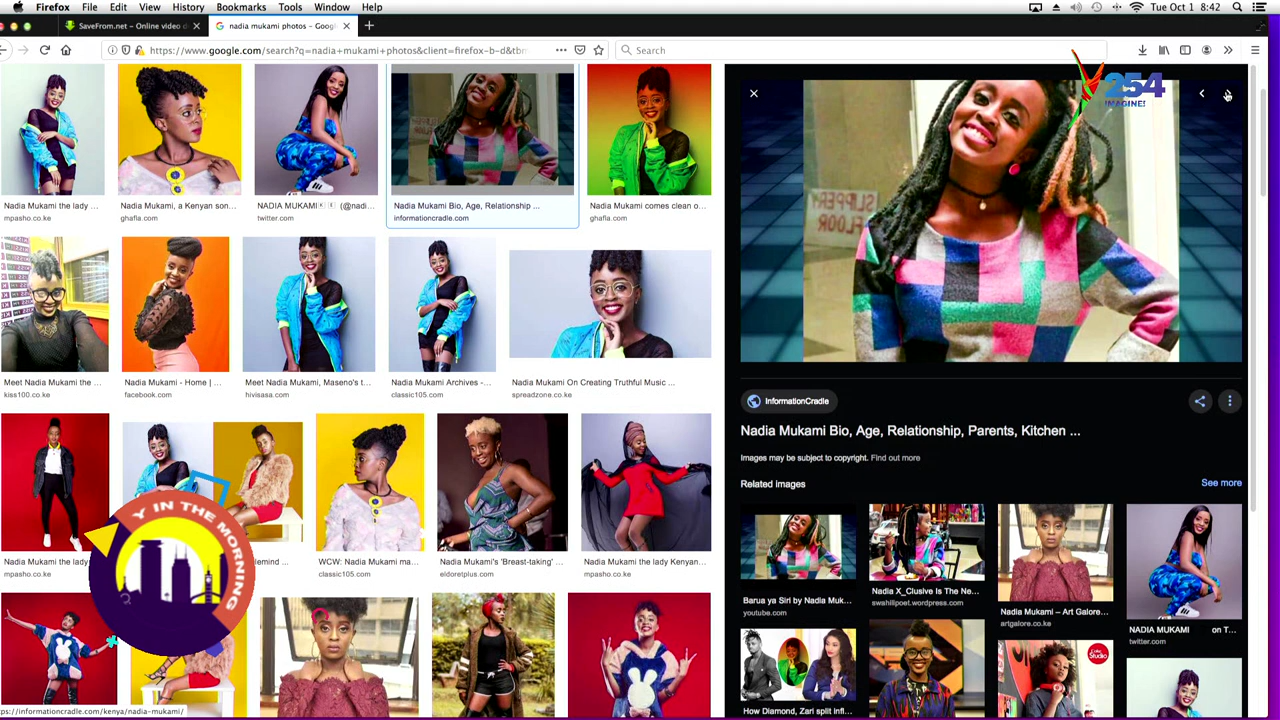 Firefox File Edit View History Bookmarks Tools Window Help
Tue Oct 1 8:42
SaveFrom.net – Online video d
nadia mukami photos - Googl
https://www.google.com/search?q=nadia+mukami+photos&client=firefox-b-d&tbm
Search
254
IMAGINE!
SLIPPERY
FLOOR
Nadia Mukami the lady ...
mpasho.co.ke
Nadia Mukami, a Kenyan son...
ghafla.com
NADIA MUKAMI🇰🇪 (@nadi...
twitter.com
Nadia Mukami Bio, Age, Relationship ...
informationcradle.com
Nadia Mukami comes clean o...
ghafla.com
Meet Nadia Mukami the ...
kiss100.co.ke
Nadia Mukami - Home | ...
facebook.com
Meet Nadia Mukami, Maseno's t...
hivisasa.com
Nadia Mukami Archives -...
classic105.com
Nadia Mukami On Creating Truthful Music ...
spreadzone.co.ke
InformationCradle
Nadia Mukami Bio, Age, Relationship, Parents, Kitchen ...
Images may be subject to copyright. Find out more
Related images
See more
Nadia Mukami the lady
mpasho.co.ke
lemind ...
WCW: Nadia Mukami ma...
classic105.com
Nadia Mukami's 'Breast-taking' ...
eldoretplus.com
Nadia Mukami the lady Kenyan...
mpasho.co.ke
Y IN THE MORNING
Barua ya Siri by Nadia Muk...
youtube.com
Nadia X_Clusive Is The Ne...
swahilipoet.wordpress.com
Nadia Mukami – Art Galore...
artgalore.co.ke
NADIA MUKAMI on T...
twitter.com
Studio
How Diamond, Zari split infl...
ps://informationcradle.com/kenya/nadia-mukami/